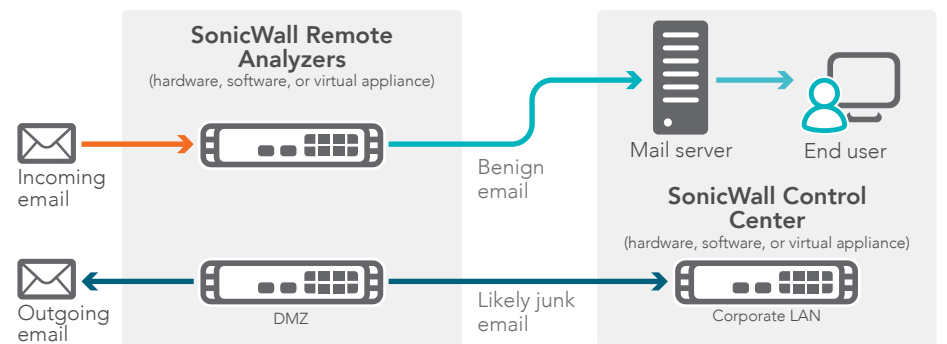 SonicWall Remote
Analyzers
(hardware, software, or virtual appliance)
Incoming
email
Benign
email
Mail server
End user
SonicWall Control
Center
(hardware, software, or virtual appliance)
Outgoing
email
DMZ
Likely junk
email
Corporate LAN